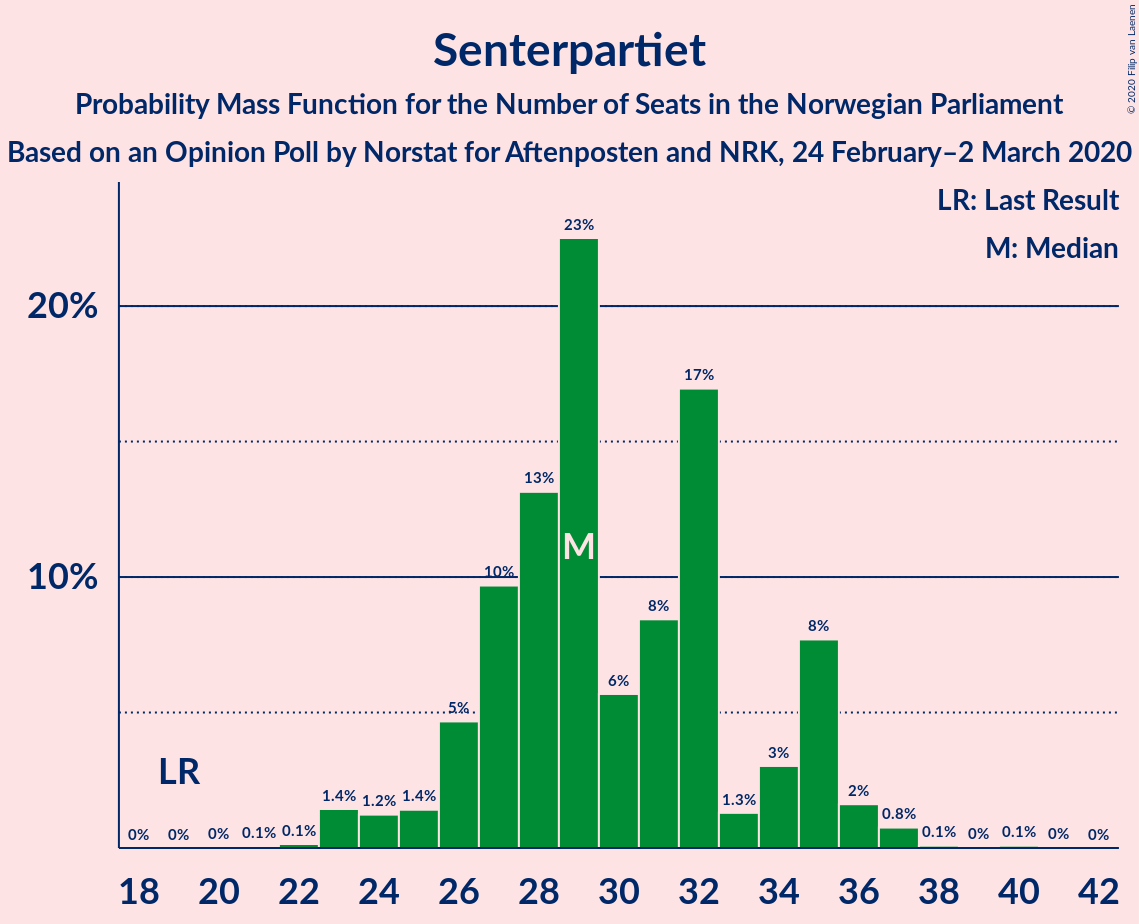 Senterpartiet
Probability Mass Function for the Number of Seats in the Norwegian Parliament
Based on an Opinion Poll by Norstat for Aftenposten and NRK, 24 February–2 March 2020
© 2020 Filip van Laenen
LR: Last Result
M: Median
20%
10%
0% 0% 0% 0.1% 0.1% 1.4% 1.2% 1.4% 5% 10% 13% 23% 6% 8% 17% 1.3% 3% 8% 2% 0.8% 0.1% 0% 0.1% 0% 0%
M
LR
18 20 22 24 26 28 30 32 34 36 38 40 42